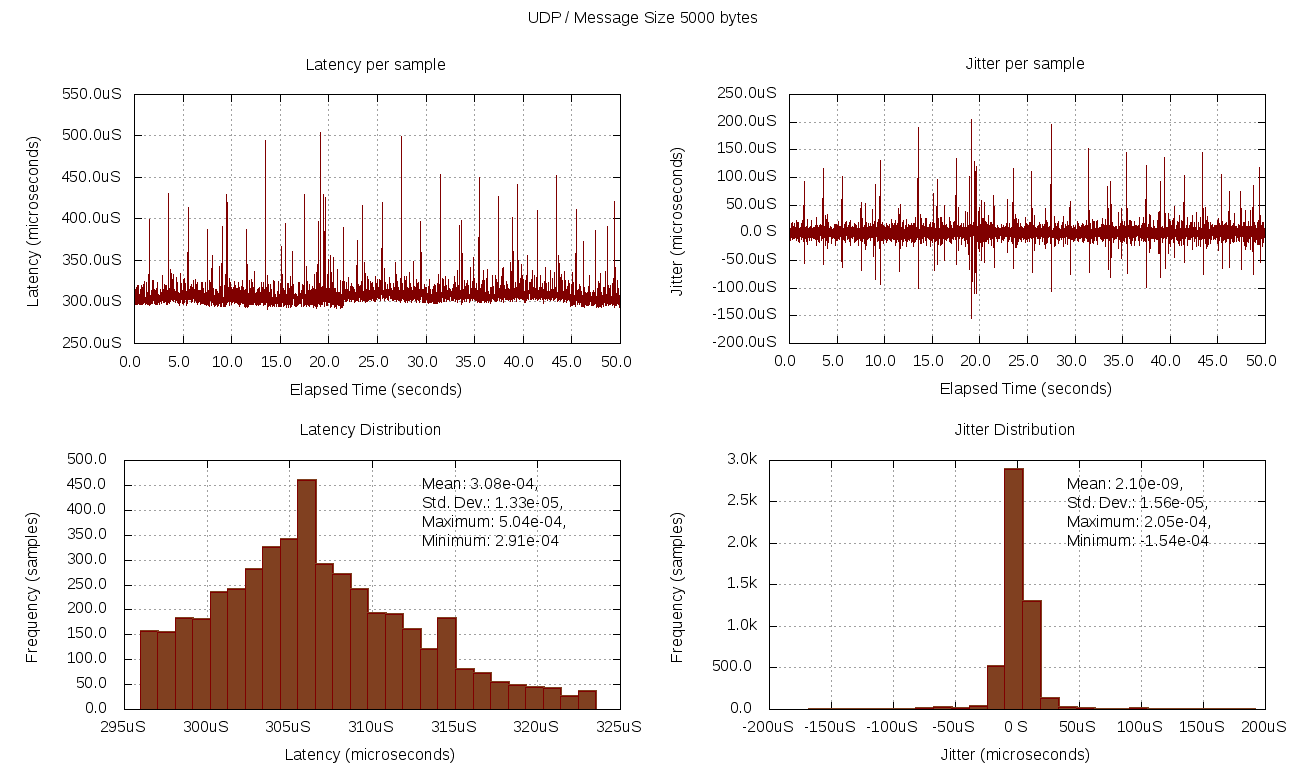 UDP / Message Size 5000 bytes
Latency per sample
550.0uS
500.0uS
450.0uS
400.0uS
350.0uS
300.0uS
250.0uS
Latency (microseconds)
0.0 5.0 10.0 15.0 20.0 25.0 30.0 35.0 40.0 45.0 50.0
Elapsed Time (seconds)
Jitter per sample
250.0uS
200.0uS
150.0uS
100.0uS
50.0uS
0.0 S
-50.0uS
-100.0uS
-150.0uS
-200.0uS
Jitter (microseconds)
0.0 5.0 10.0 15.0 20.0 25.0 30.0 35.0 40.0 45.0 50.0
Elapsed Time (seconds)
Latency Distribution
500.0
450.0
400.0
350.0
300.0
250.0
200.0
150.0
100.0
50.0
0.0
Frequency (samples)
Mean: 3.08e-04,
Std. Dev.: 1.33e-05,
Maximum: 5.04e-04,
Minimum: 2.91e-04
295uS 300uS 305uS 310uS 315uS 320uS 325uS
Latency (microseconds)
Jitter Distribution
3.0k
2.5k
2.0k
1.5k
1.0k
500.0
0.0
Frequency (samples)
Mean: 2.10e-09,
Std. Dev.: 1.56e-05,
Maximum: 2.05e-04,
Minimum: -1.54e-04
-200uS -150uS -100uS -50uS 0 S 50uS 100uS 150uS 200uS
Jitter (microseconds)